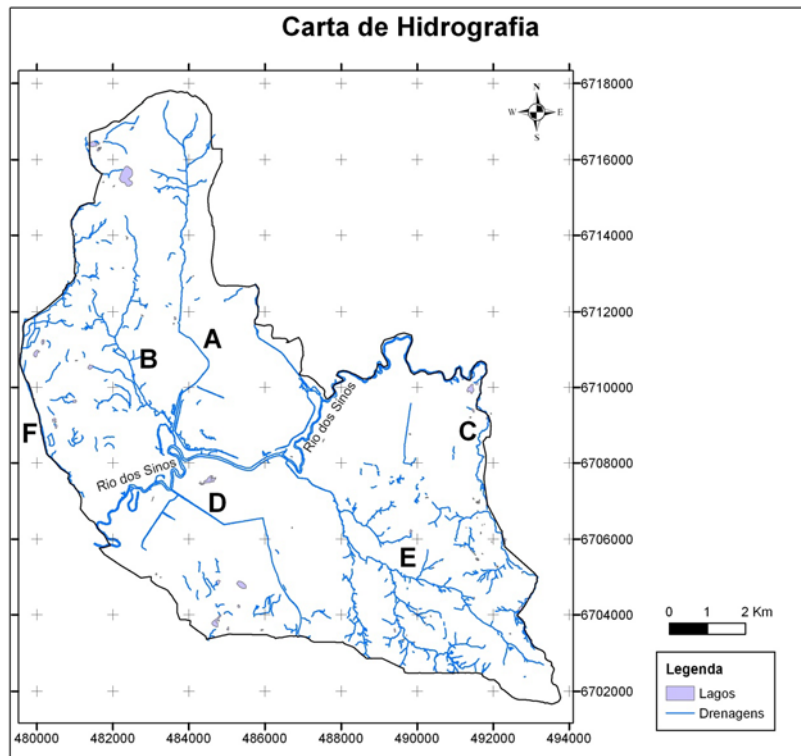 Carta de Hidrografia
6718000
N
W E
S
6716000
6714000
6712000
A
B
6710000
Rio dos Sinos
C
F
6708000
Rio dos Sinos
D
6706000
E
6704000
0 1 2 Km
Legenda
Lagos
6702000
Drenagens
480000 482000 484000 486000 488000 490000 492000 494000